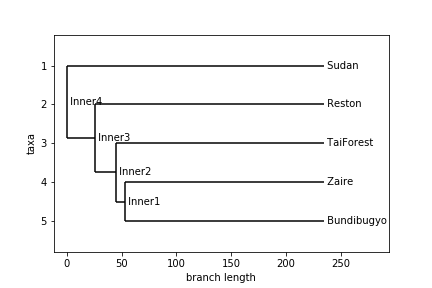 1
Sudan
Inner4
2
Reston
Inner3
3
TaiForest
Inner2
4
Zaire
Inner1
5
Bundibugyo
taxa
0
50
100
150
200
250
branch length